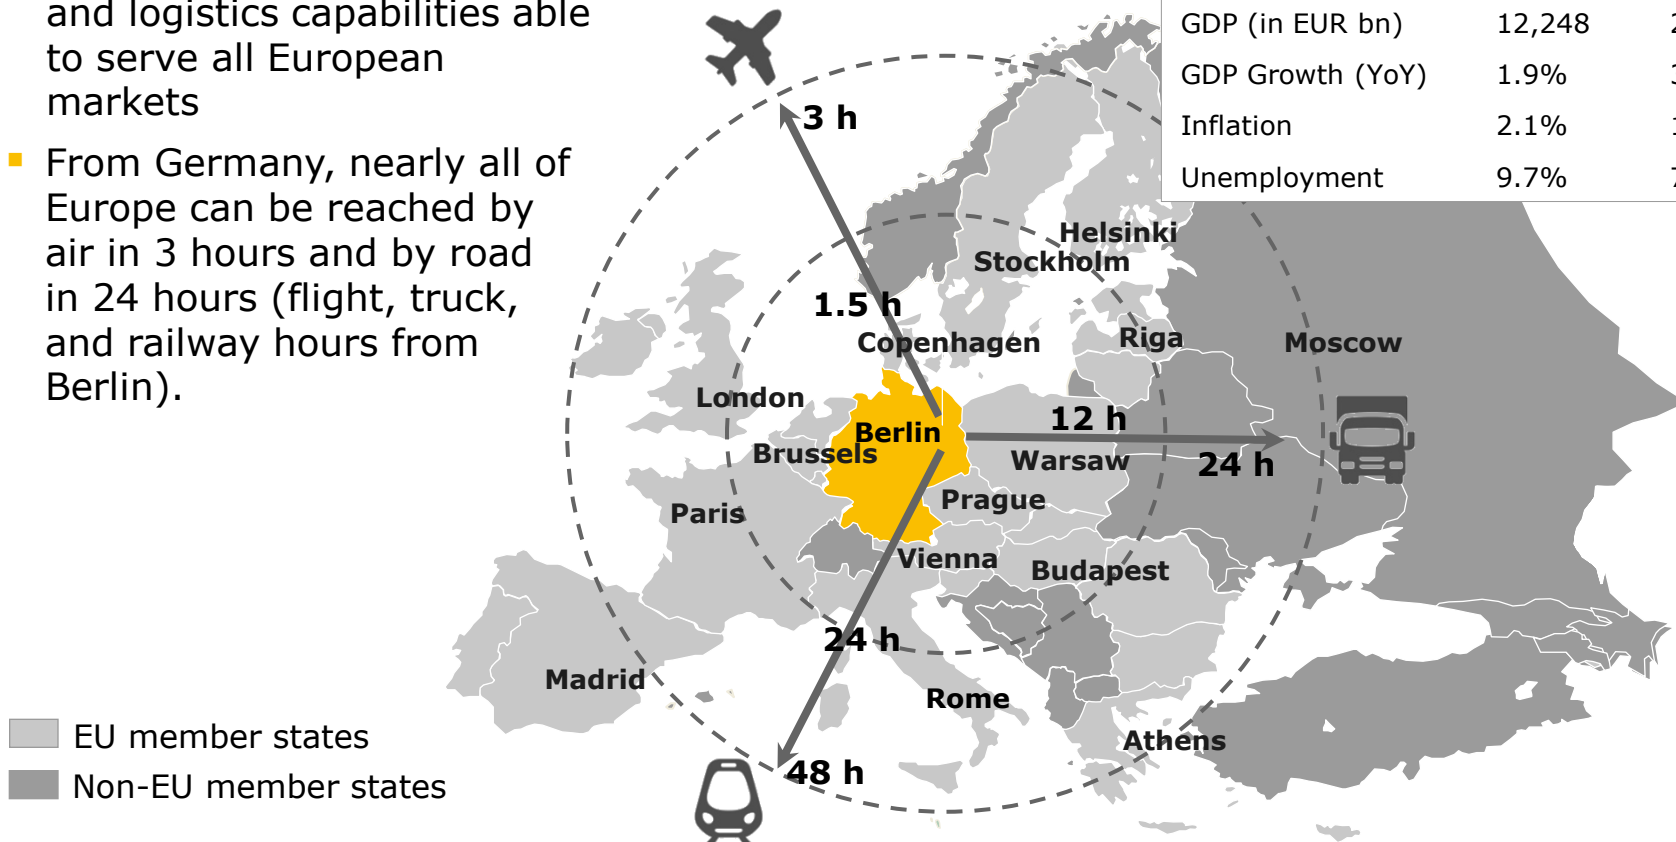 and logistics capabilities able
to serve all European
markets
From Germany, nearly all of
Europe can be reached by
air in 3 hours and by road
in 24 hours (flight, truck,
and railway hours from
Berlin).
GDP (in EUR bn) 12,248
GDP Growth (YoY) 1.9%
Inflation 2.1%
Unemployment 9.7%
3 h
Helsinki
Stockholm
1.5 h
Copenhagen
Riga
Moscow
London
12 h
Berlin
Brussels
Warsaw
24 h
Prague
Paris
Vienna
Budapest
24 h
Madrid
Rome
Athens
48 h
EU member states
Non-EU member states